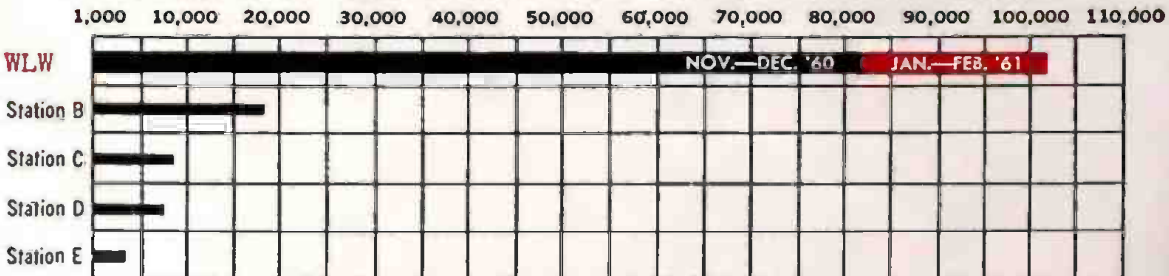 1,000 10,000 20,000 30,000 40,000 50,000 60,000 70,000 80,000 90,000 100,000 110,000
WLW NOV.—DEC. '60 JAN.—FEB. '61
Station B
Station C
Station D
Station E